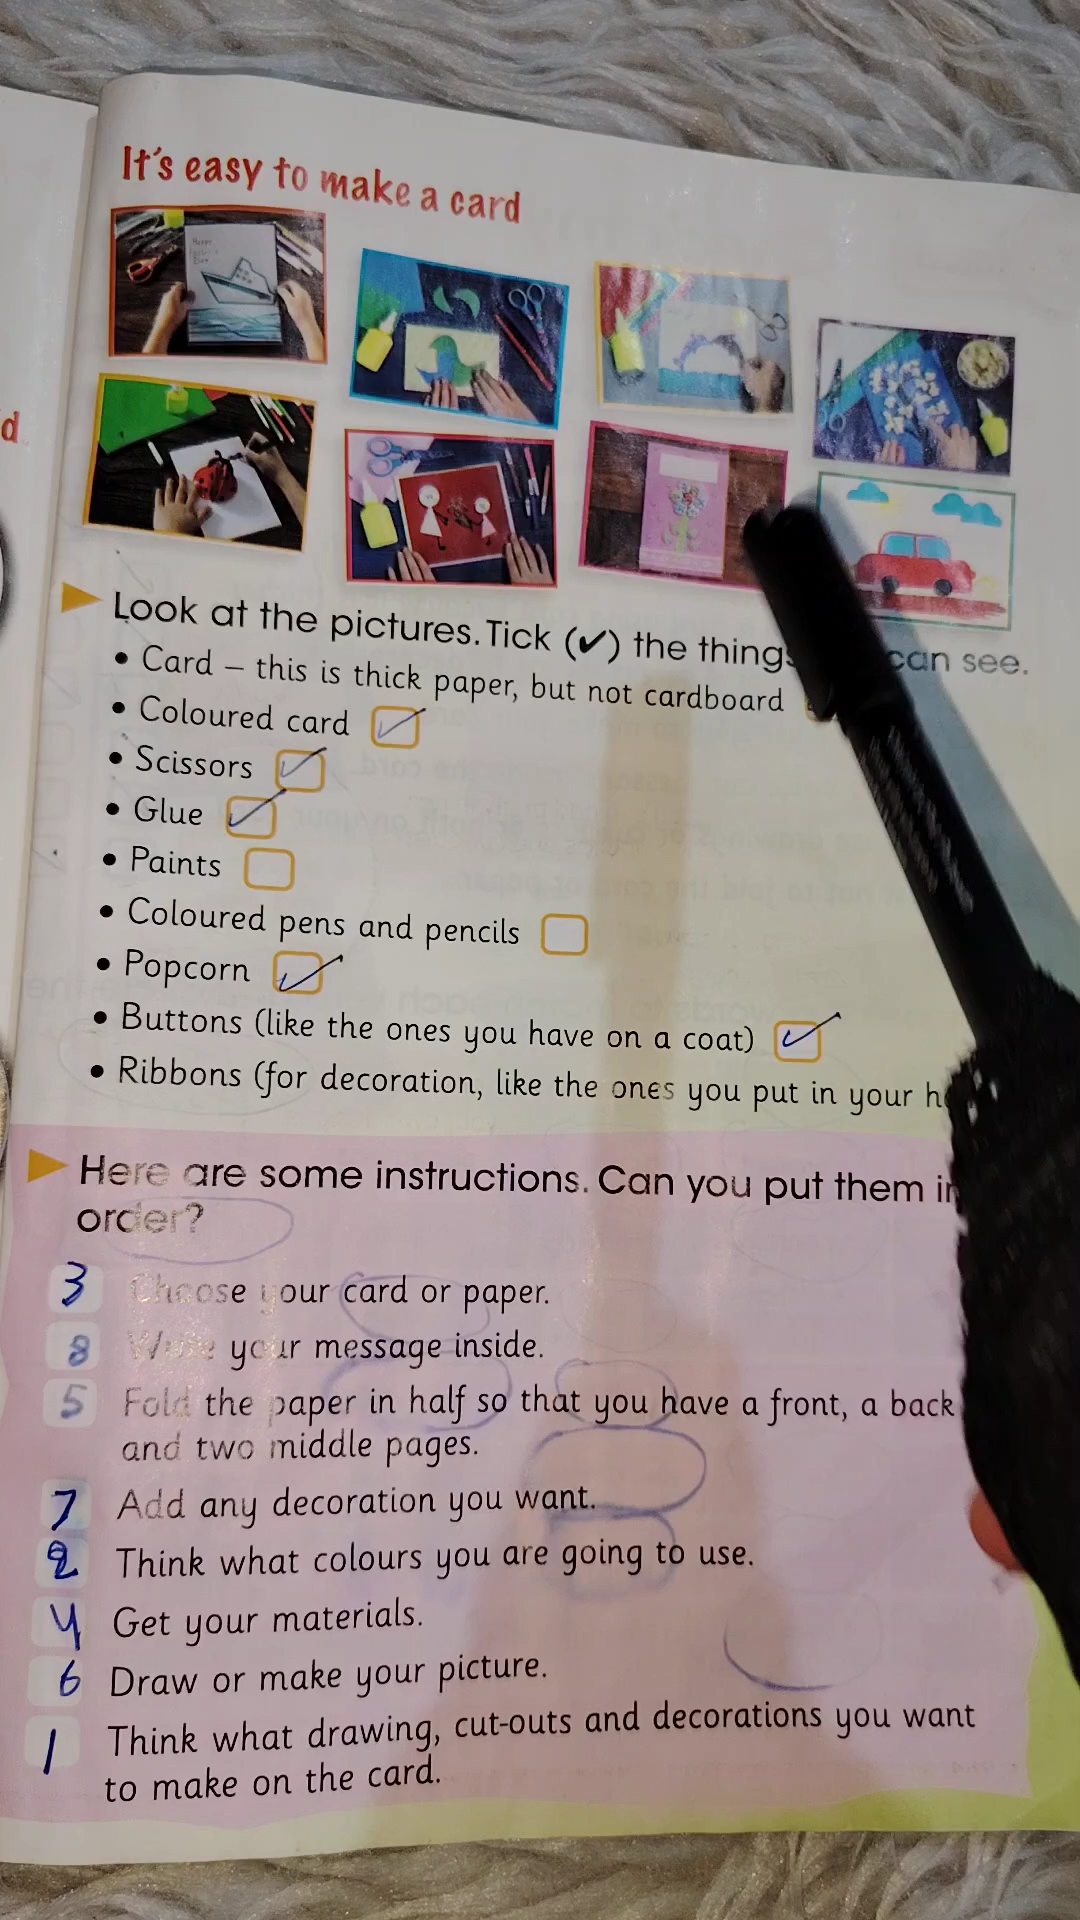 It's easy to make a card
Happy
Day
d
Look at the pictures. Tick (✔) the things can see.
• Card – this is thick paper, but not cardboard
• Coloured card ✓
• Scissors ✓
• Glue ✓
• Paints
• Coloured pens and pencils
• Popcorn ✓
• Buttons (like the ones you have on a coat) ✓
• Ribbons (for decoration, like the ones you put in your
Here are some instructions. Can you put them in
order?
3 Choose your card or paper.
8 Write your message inside.
5 Fold the paper in half so that you have a front, a back
and two middle pages.
7 Add any decoration you want.
2 Think what colours you are going to use.
4 Get your materials.
6 Draw or make your picture.
1 Think what drawing, cut-outs and decorations you want
to make on the card.